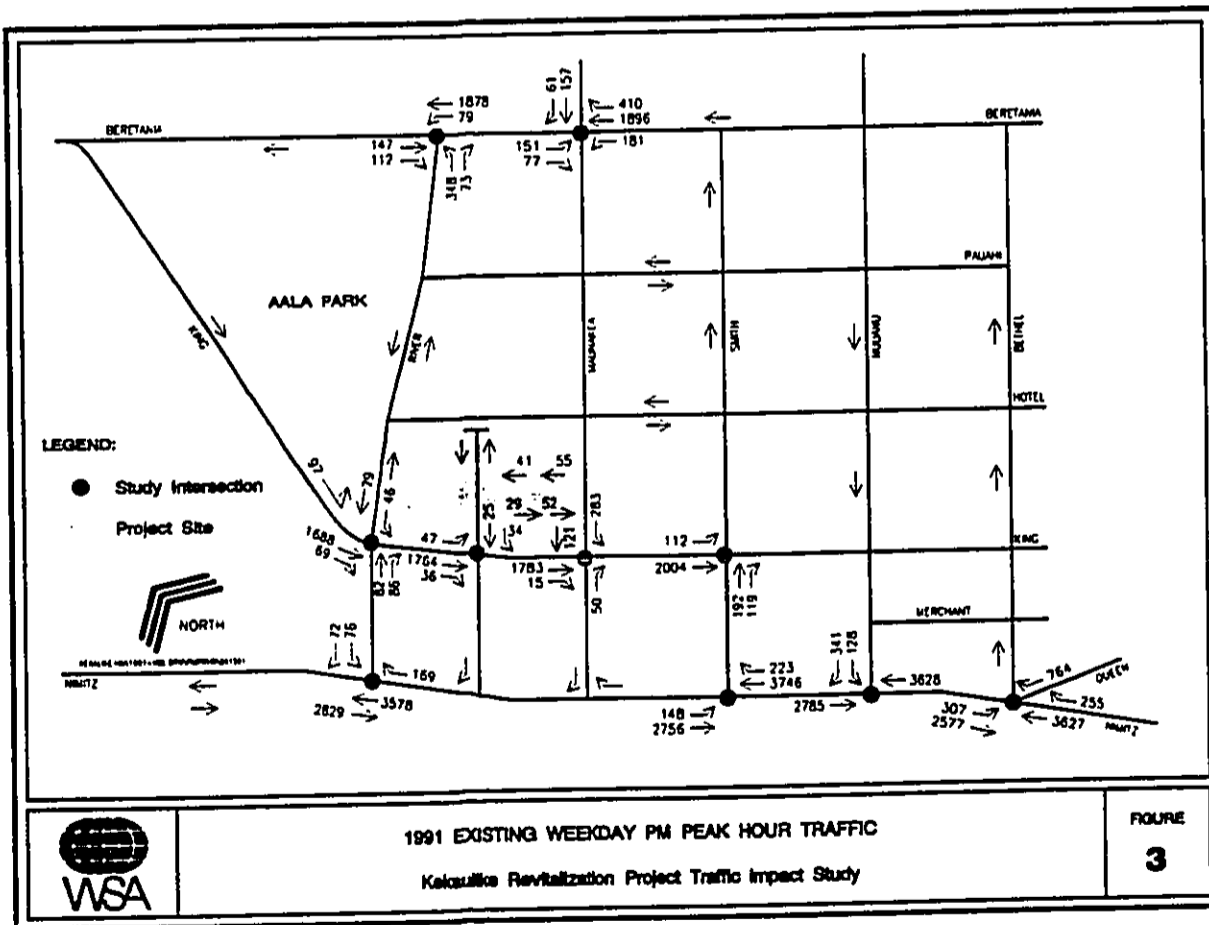 61
157
1878
79
410
1896
181
BERETANIA
BERETANIA
147
112
348
73
151
77
PAUAHI
AALA PARK
KING
RIVER
MAUNAKEA
SMITH
NUUANU
BETHEL
HOTEL
LEGEND:
Study Intersection
Project Site
NORTH
97
79
46
41
55
29
52
283
25
34
121
47
112
KING
1688
69
1764
36
1783
15
2004
82
86
50
192
119
MERCHANT
72
76
341
128
764
QUEEN
NIMITZ
169
223
3746
3628
255
3578
2829
148
2756
2785
307
2577
3627
NIMITZ
WSA
1991 EXISTING WEEKDAY PM PEAK HOUR TRAFFIC
Kekaulike Revitalization Project Traffic Impact Study
FIGURE
3